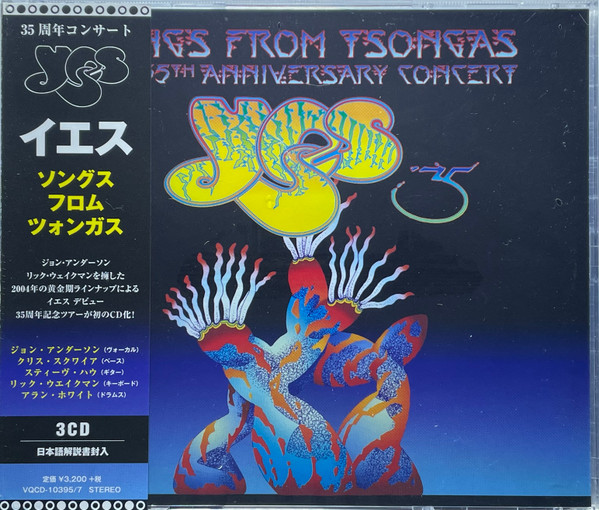 35周年コンサート
YES
イエス
ソングス
フロム
ツォンガス
ジョン・アンダーソン
リック・ウェイクマンを擁した
2004年の黄金期ラインナップによる
イエス デビュー
35周年記念ツアーが初のCD化!
ジョン・アンダーソン(ヴォーカル)
クリス・スクワイア(ベース)
スティーヴ・ハウ(ギター)
リック・ウエイクマン(キーボード)
アラン・ホワイト(ドラムス)
3CD
日本語解説書封入
定価 ¥3,200 +税
VQCD-10395/7 STEREO
NGS FROM TSONGAS
35TH ANNIVERSARY CONCERT
YES
35